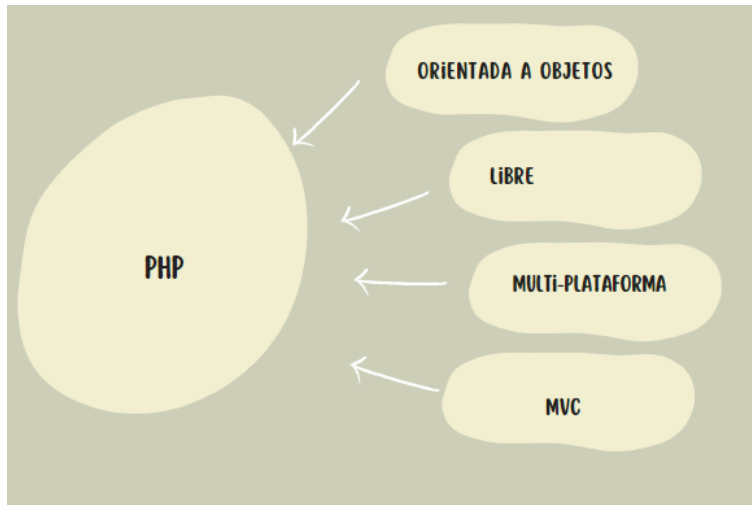 ORIENTADA A OBJETOS
LIBRE
PHP
MULTI-PLATAFORMA
MVC